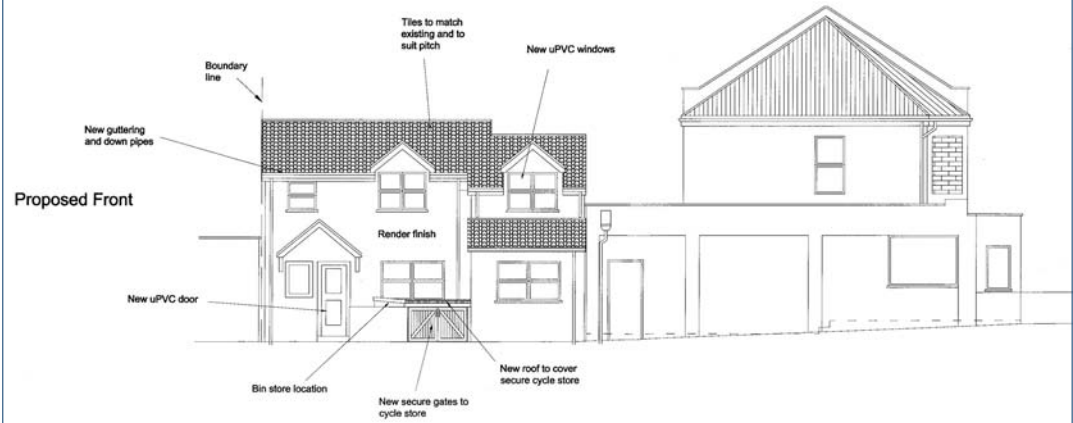 Tiles to match
existing and to
suit pitch
New uPVC windows
Boundary
line
New guttering
and down pipes
Proposed Front
Render finish
New uPVC door
Bin store location
New roof to cover
secure cycle store
New secure gates to
cycle store